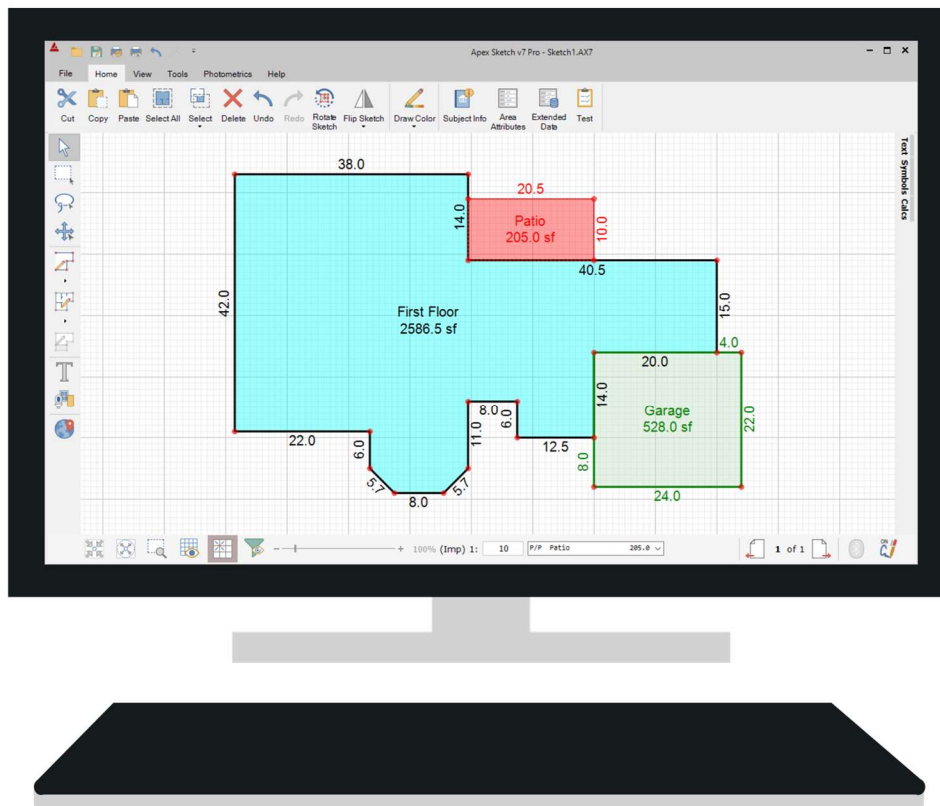 Apex Sketch v7 Pro - Sketch1.AX7
File Home View Tools Photometrics Help
Cut Copy Paste Select All Select Delete Undo Redo Rotate Sketch Flip Sketch Draw Color Subject Info Area Attributes Extended Data Test
Text Symbols Calcs
38.0
20.5
14.0
Patio
205.0 sf
10.0
40.5
42.0
First Floor
2586.5 sf
15.0
4.0
20.0
14.0
8.0
6.0
Garage
528.0 sf
22.0
22.0
6.0
11.0
12.5
8.0
5.7
5.7
8.0
24.0
100% (Imp) 1: 10 P/P Patio 205.0 1 of 1